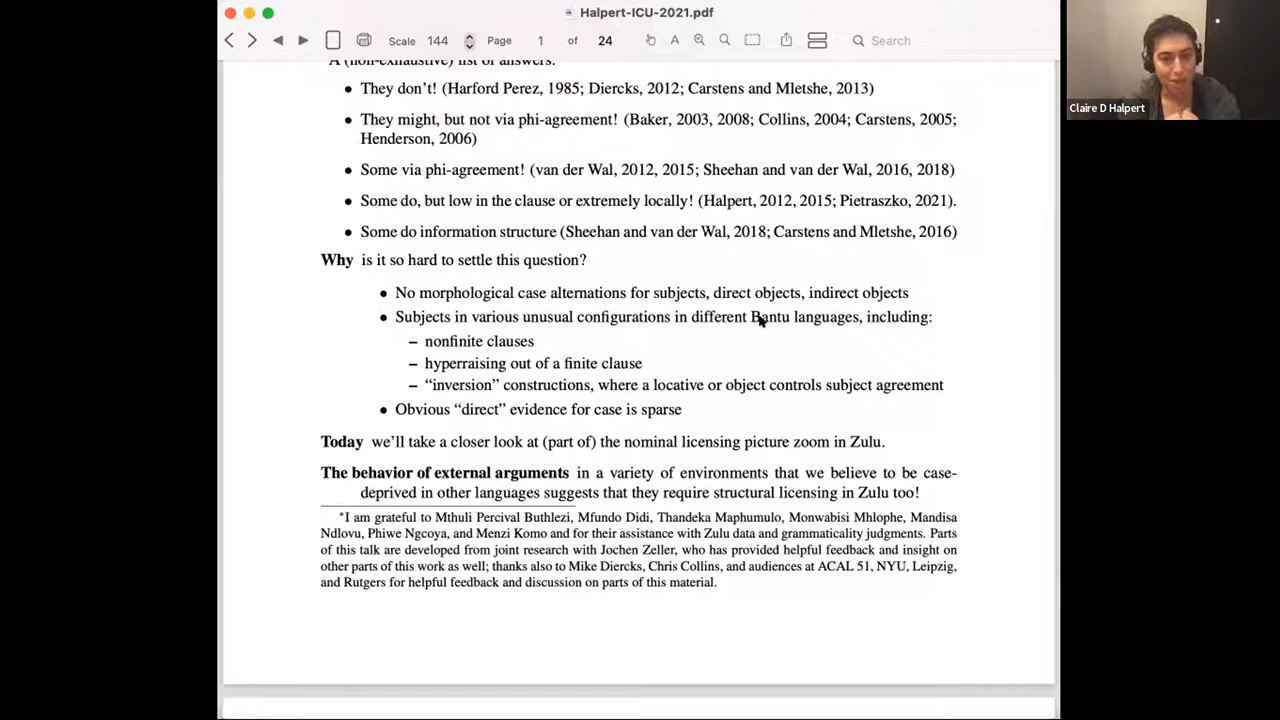 Halpert-ICU-2021.pdf
Scale 144 Page 1 of 24 Search
Claire D Halpert
A (non-exhaustive) list of answers:
• They don't! (Harford Perez, 1985; Diercks, 2012; Carstens and Mletshe, 2013)
• They might, but not via phi-agreement! (Baker, 2003, 2008; Collins, 2004; Carstens, 2005;
Henderson, 2006)
• Some via phi-agreement! (van der Wal, 2012, 2015; Sheehan and van der Wal, 2016, 2018)
• Some do, but low in the clause or extremely locally! (Halpert, 2012, 2015; Pietraszko, 2021).
• Some do information structure (Sheehan and van der Wal, 2018; Carstens and Mletshe, 2016)
Why is it so hard to settle this question?
• No morphological case alternations for subjects, direct objects, indirect objects
• Subjects in various unusual configurations in different Bantu languages, including:
– nonfinite clauses
– hyperraising out of a finite clause
– “inversion” constructions, where a locative or object controls subject agreement
• Obvious “direct” evidence for case is sparse
Today we'll take a closer look at (part of) the nominal licensing picture zoom in Zulu.
The behavior of external arguments in a variety of environments that we believe to be case-
deprived in other languages suggests that they require structural licensing in Zulu too!
*I am grateful to Mthuli Percival Buthlezi, Mfundo Didi, Thandeka Maphumulo, Monwabisi Mhlophe, Mandisa
Ndlovu, Phiwe Ngcoya, and Menzi Komo and for their assistance with Zulu data and grammaticality judgments. Parts
of this talk are developed from joint research with Jochen Zeller, who has provided helpful feedback and insight on
other parts of this work as well; thanks also to Mike Diercks, Chris Collins, and audiences at ACAL 51, NYU, Leipzig,
and Rutgers for helpful feedback and discussion on parts of this material.